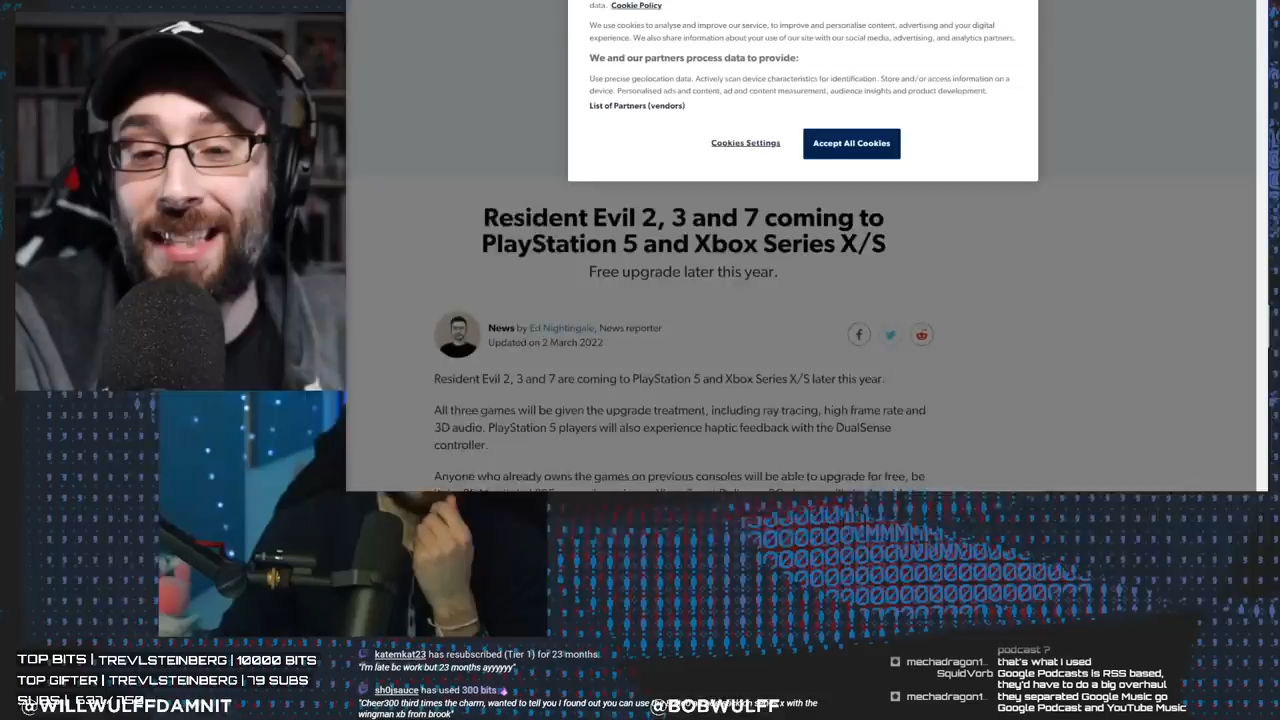 data. Cookie Policy
We use cookies to analyse and improve our service, to improve and personalise content, advertising and your digital
experience. We also share information about your use of our site with our social media, advertising, and analytics partners.
We and our partners process data to provide:
Use precise geolocation data. Actively scan device characteristics for identification. Store and/or access information on a
device. Personalised ads and content, ad and content measurement, audience insights and product development.
List of Partners (vendors)
Cookies Settings
Accept All Cookies
Resident Evil 2, 3 and 7 coming to
PlayStation 5 and Xbox Series X/S
Free upgrade later this year.
News by Ed Nightingale, News reporter
Updated on 2 March 2022
Resident Evil 2, 3 and 7 are coming to PlayStation 5 and Xbox Series X/S later this year.
All three games will be given the upgrade treatment, including ray tracing, high frame rate and
3D audio. PlayStation 5 players will also experience haptic feedback with the DualSense
controller.
Anyone who already owns the games on previous consoles will be able to upgrade for free, be
TOP BITS | TREVLSTEINBERG | 10000 BITS
TOP GIFTER | TREVLSTEINBERG | 79 SUBS
SUBS
@WILLWULFFDAMNIT
katemkat23 has resubscribed (Tier 1) for 23 months.
"I'm late bc work but 23 months ayyyyyy"
sh0jsauce has used 300 bits
"Cheer300 third times the charm, wanted to tell you I found out you can use
x with the
wingman xb from brook"
@BOBWULFF
podcast ?
mechadragon1... that's what i used
SquidVorb Google Podcasts is RSS based,
they'd have to do a big overhaul
mechadragon1... they separated Google Music go
Google Podcast and YouTube Music